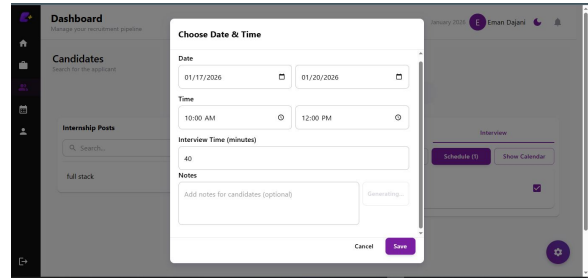 Dashboard
Manage your recruitment pipeline
January 2026
E
Eman Dajani
Candidates
Search for the applicant
Internship Posts
Search...
full stack
Interview
Schedule (1)
Show Calendar
Choose Date & Time
Date
01/17/2026
01/20/2026
Time
10:00 AM
12:00 PM
Interview Time (minutes)
40
Notes
Add notes for candidates (optional)
Generating...
Cancel
Save